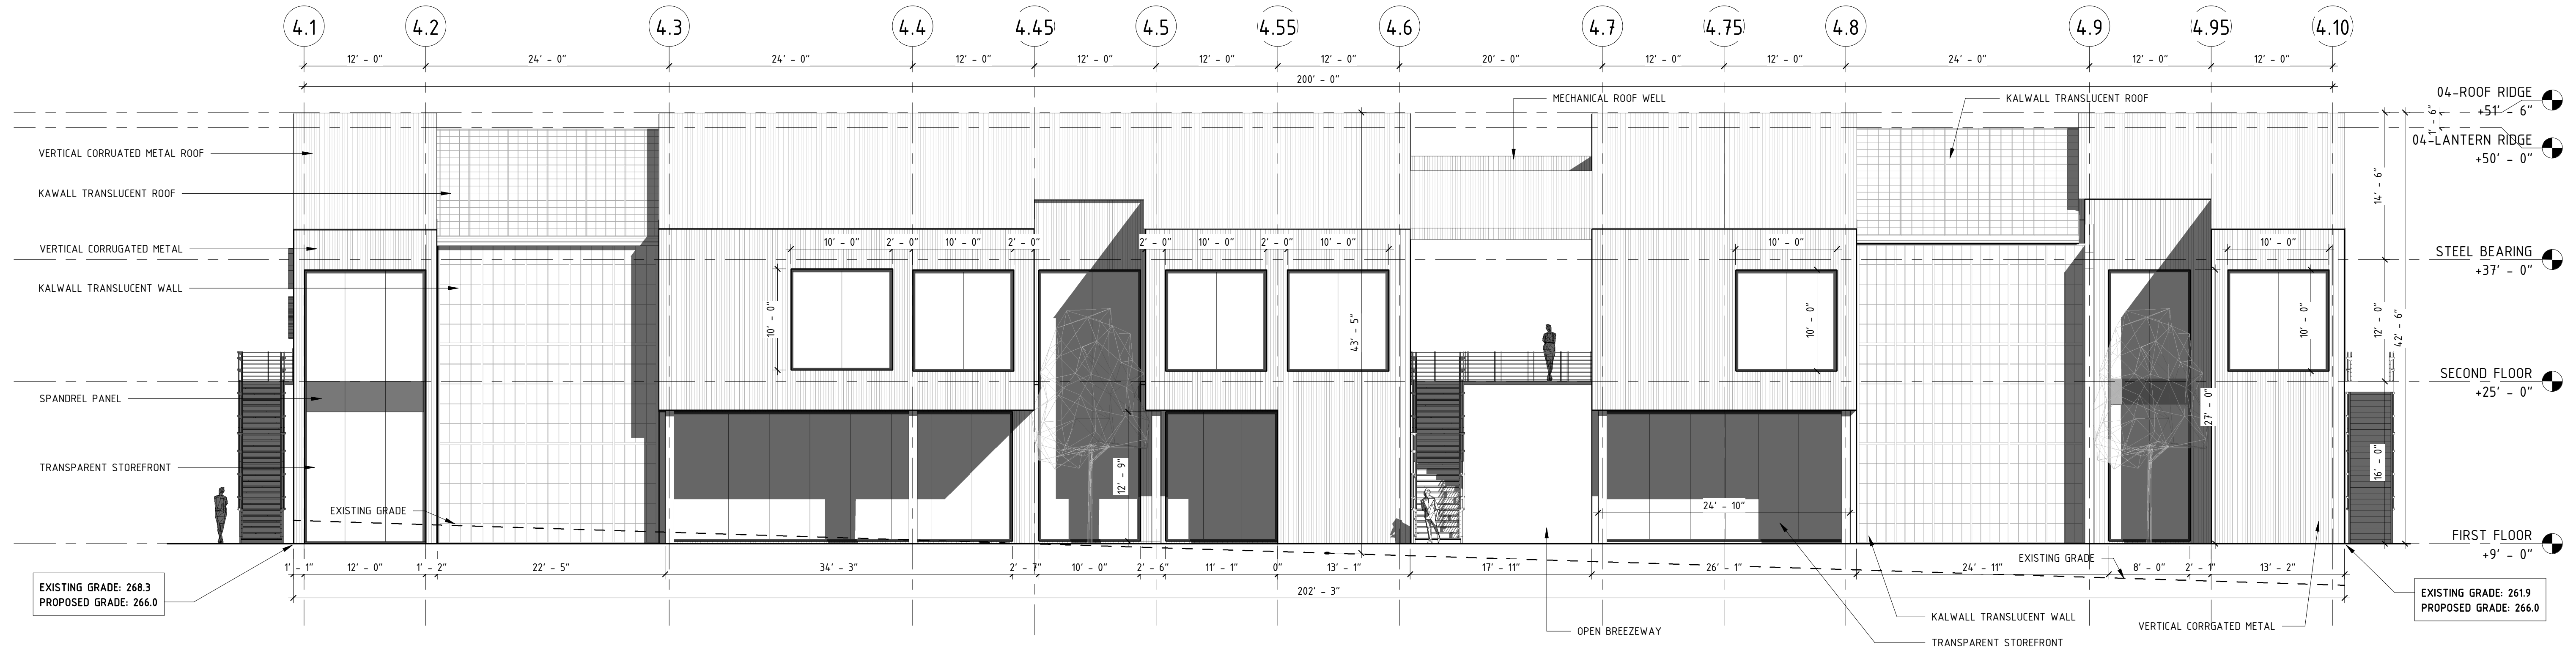 4.1 4.2 4.3 4.4 4.45 4.5 4.55 4.6 4.7 4.75 4.8 4.9 4.95 4.10
12' - 0" 24' - 0" 24' - 0" 12' - 0" 12' - 0" 12' - 0" 12' - 0" 20' - 0" 12' - 0" 12' - 0" 24' - 0" 12' - 0" 12' - 0"
200' - 0"
MECHANICAL ROOF WELL
KALWALL TRANSLUCENT ROOF
04-ROOF RIDGE
+51' - 6"
1' - 6"
04-LANTERN RIDGE
+50' - 0"
VERTICAL CORRUATED METAL ROOF
KAWALL TRANSLUCENT ROOF
14' - 6"
VERTICAL CORRUGATED METAL
10' - 0" 2' - 0" 10' - 0" 2' - 0" 2' - 0" 10' - 0" 2' - 0" 10' - 0" 10' - 0" 10' - 0"
STEEL BEARING
+37' - 0"
KALWALL TRANSLUCENT WALL
10' - 0"
43' - 5"
10' - 0"
10' - 0"
12' - 0"
42' - 6"
SECOND FLOOR
+25' - 0"
SPANDREL PANEL
27' - 0"
TRANSPARENT STOREFRONT
12' - 9"
16' - 0"
EXISTING GRADE
24' - 10"
FIRST FLOOR
+9' - 0"
EXISTING GRADE
1' - 1" 12' - 0" 1' - 2" 22' - 5" 34' - 3" 2' - 7" 10' - 0" 2' - 6" 11' - 1" 0" 13' - 1" 17' - 11" 26' - 1" 24' - 11" 8' - 0" 2' - 1" 13' - 2"
202' - 3"
EXISTING GRADE: 268.3
PROPOSED GRADE: 266.0
EXISTING GRADE: 261.9
PROPOSED GRADE: 266.0
KALWALL TRANSLUCENT WALL
VERTICAL CORRGATED METAL
OPEN BREEZEWAY
TRANSPARENT STOREFRONT